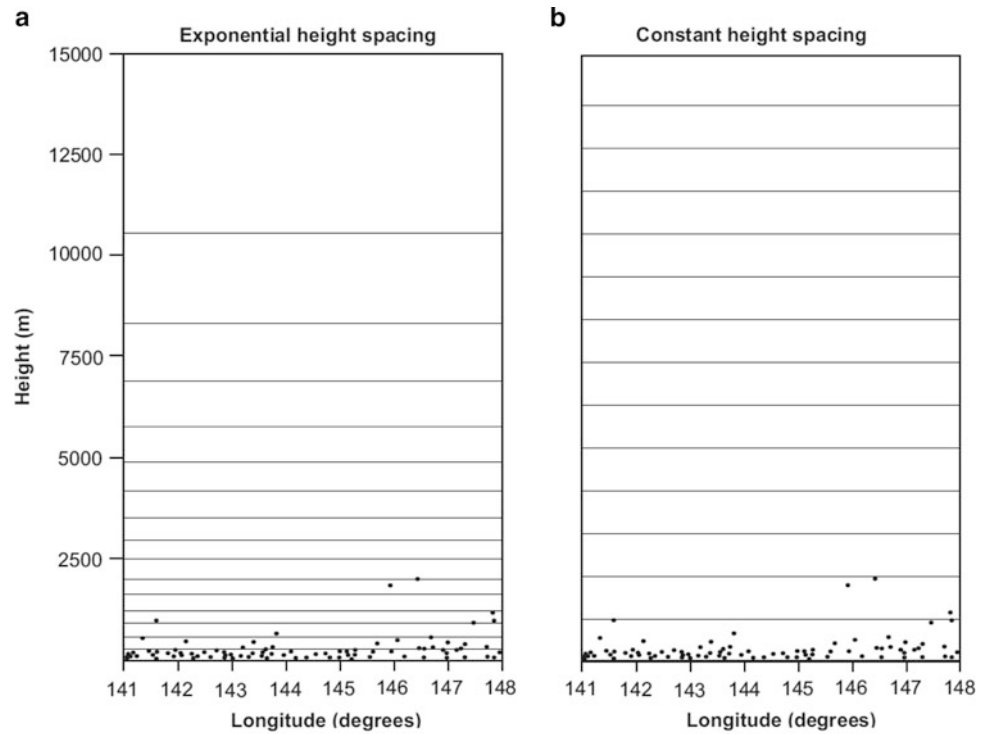 a
Exponential height spacing
15000
12500
10000
7500
5000
2500
Height (m)
141 142 143 144 145 146 147 148
Longitude (degrees)
b
Constant height spacing
141 142 143 144 145 146 147 148
Longitude (degrees)